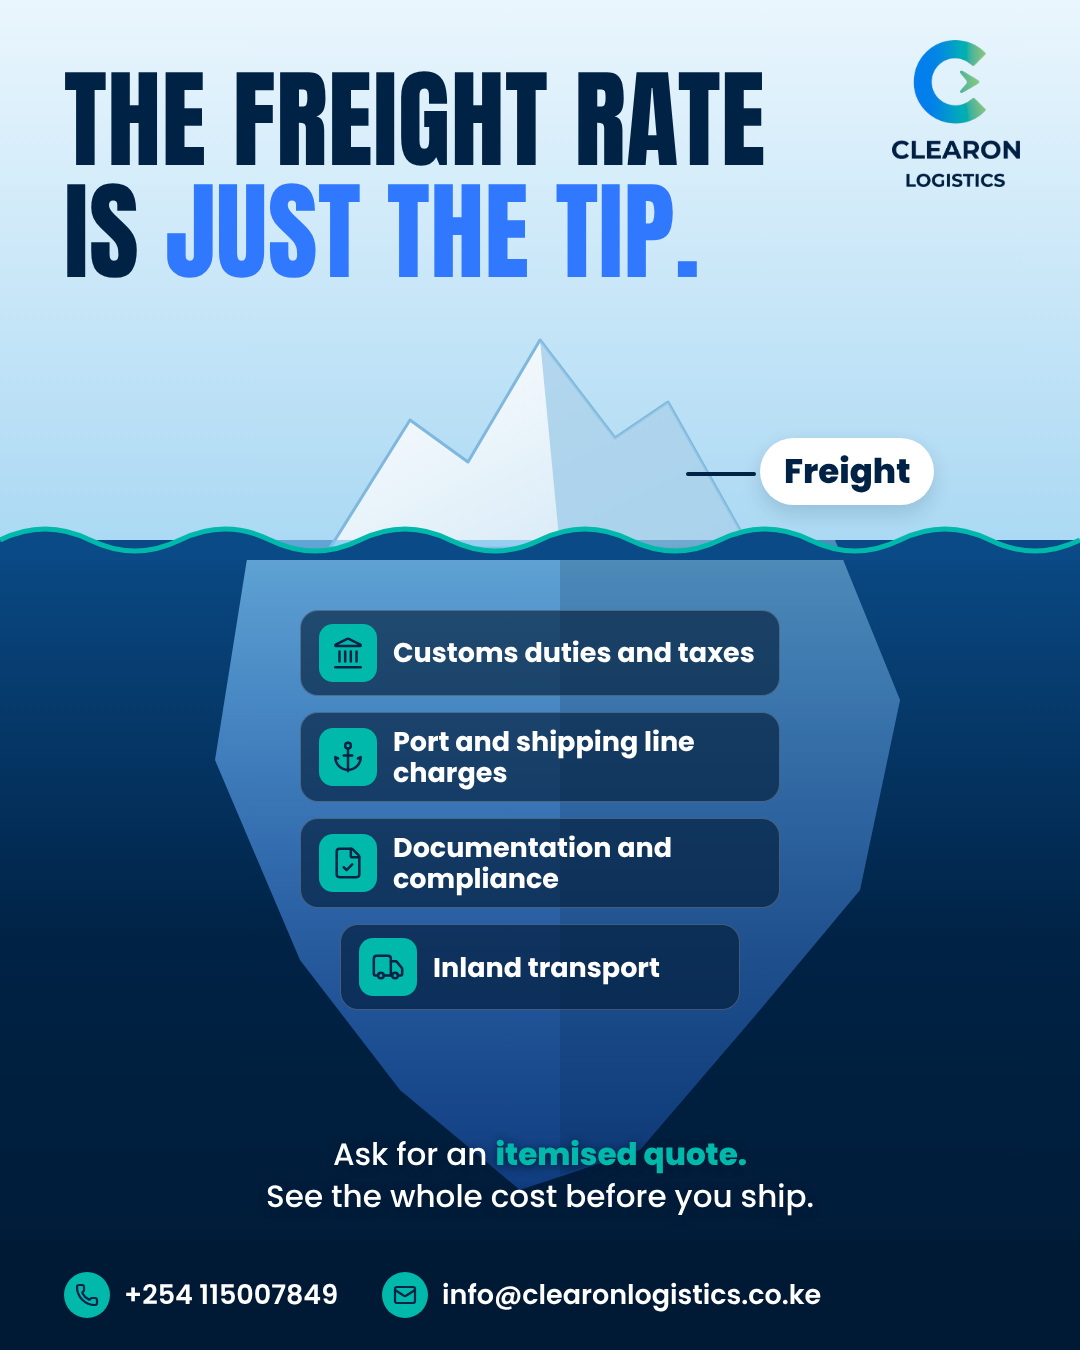 THE FREIGHT RATE
IS JUST THE TIP.
CLEARON
LOGISTICS
Freight
Customs duties and taxes
Port and shipping line
charges
Documentation and
compliance
Inland transport
Ask for an itemised quote.
See the whole cost before you ship.
+254 115007849
info@clearonlogistics.co.ke